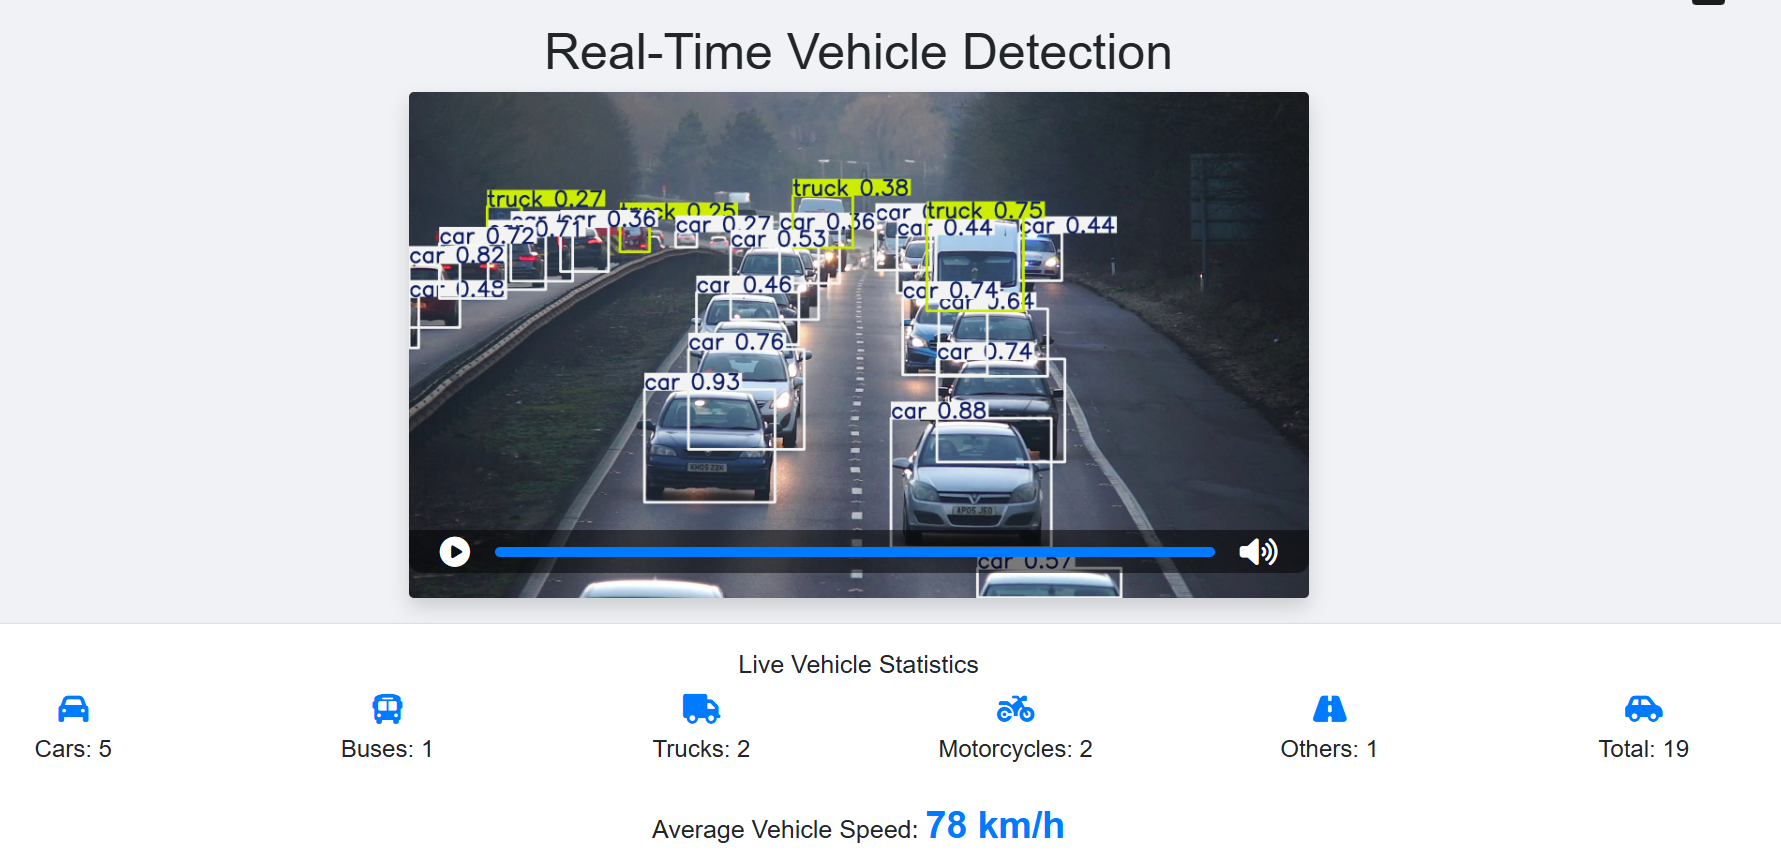 Real-Time Vehicle Detection
truck 0.38
truck 0.27
truck 0.25
truck 0.75
car 0.36
car 0.27
car 0.36
car
car 0.44
car 0.44
car 0.72
0.71
car 0.53
car 0.82
car 0.48
car 0.46
car 0.74
car 0.64
car 0.76
car 0.74
car 0.93
car 0.88
AP05 JEO
car 0.57
Live Vehicle Statistics
Cars: 5
Buses: 1
Trucks: 2
Motorcycles: 2
Others: 1
Total: 19
Average Vehicle Speed: 78 km/h